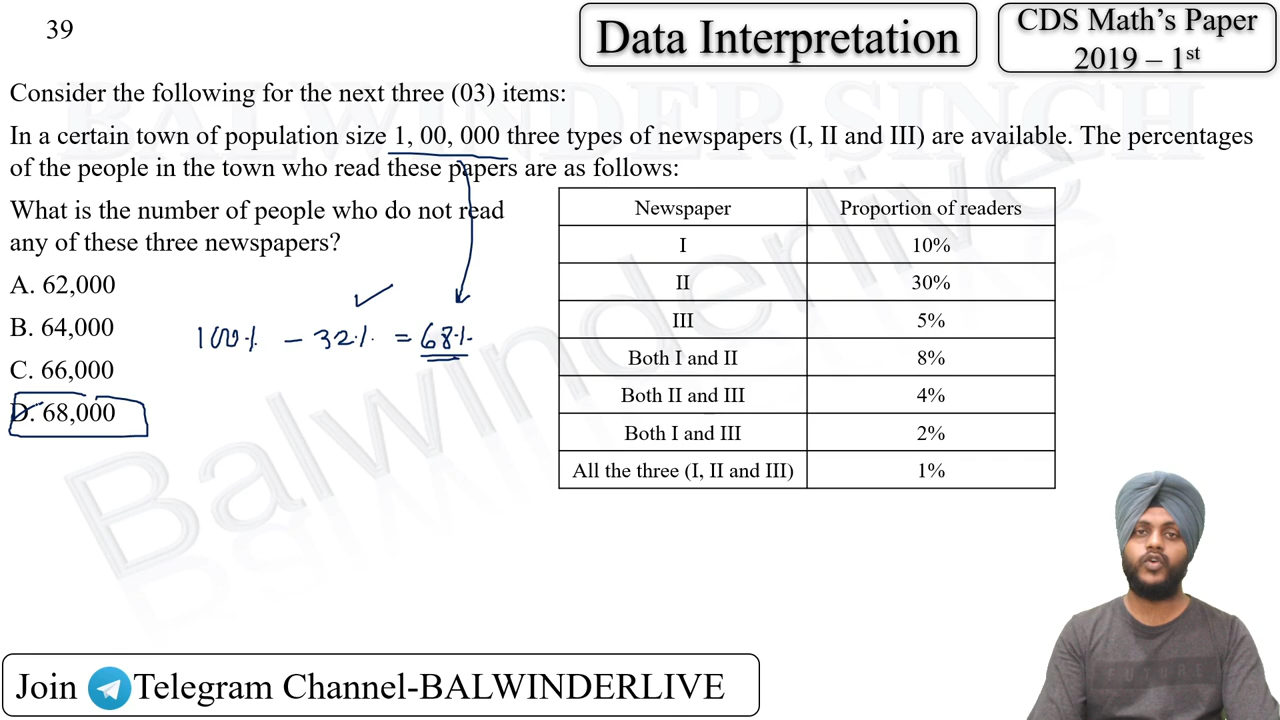 39
Data Interpretation
CDS Math's Paper
2019 – 1st
Consider the following for the next three (03) items:
In a certain town of population size 1, 00, 000 three types of newspapers (I, II and III) are available. The percentages
of the people in the town who read these papers are as follows:
What is the number of people who do not read
any of these three newspapers?
A. 62,000
B. 64,000
C. 66,000
D. 68,000
100% – 32% = 68%
Newspaper Proportion of readers
I 10%
II 30%
III 5%
Both I and II 8%
Both II and III 4%
Both I and III 2%
All the three (I, II and III) 1%
BALWINDER SINGH
Balwinderlive
FUTURE
Join Telegram Channel-BALWINDERLIVE